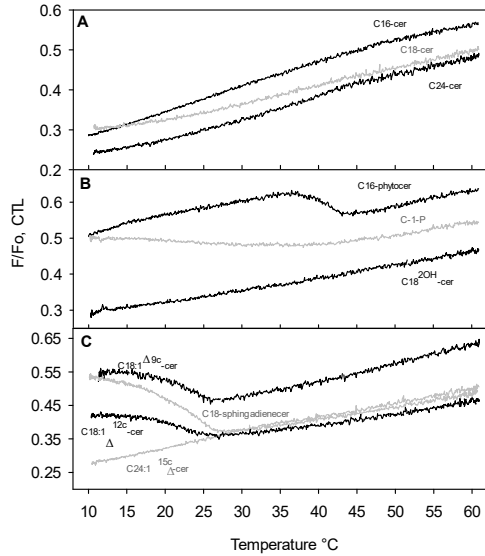 A
0.6
0.5
0.4
0.3
0.2
C16-cer
C18-cer
C24-cer
F/Fo, CTL
B
0.6
0.5
0.4
0.3
C16-phytocer
C-1-P
C18 2OH -cer
C
0.65
0.55
0.45
0.35
0.25
C18:1 Δ 9c -cer
C18-sphingadienecer
C18:1 Δ 12c -cer
C24:1 Δ 15c -cer
10 15 20 25 30 35 40 45 50 55 60
Temperature °C